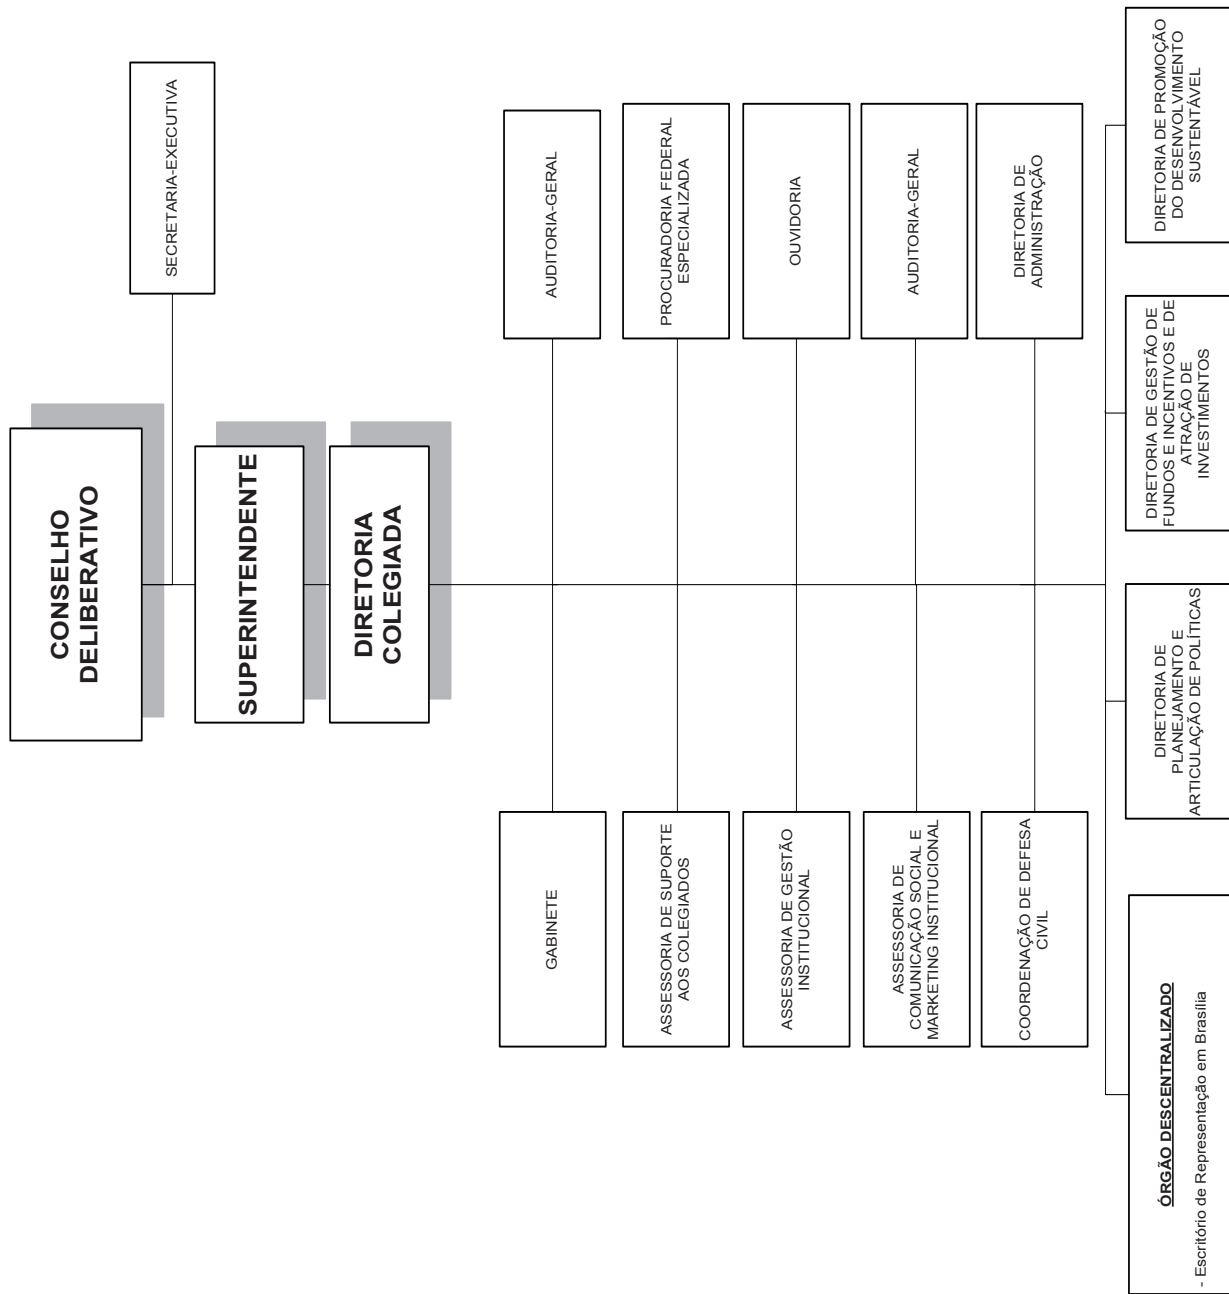 CONSELHO
DELIBERATIVO
SECRETARIA-EXECUTIVA
SUPERINTENDENTE
DIRETORIA
COLEGIADA
GABINETE
AUDITORIA-GERAL
ASSESSORIA DE SUPORTE
AOS COLEGIADOS
PROCURADORIA FEDERAL
ESPECIALIZADA
ASSESSORIA DE GESTÃO
INSTITUCIONAL
OUVIDORIA
ASSESSORIA DE
COMUNICAÇÃO SOCIAL E
MARKETING INSTITUCIONAL
AUDITORIA-GERAL
COORDENAÇÃO DE DEFESA
CIVIL
DIRETORIA DE
ADMINISTRAÇÃO
ÓRGÃO DESCENTRALIZADO
- Escritório de Representação em Brasília
DIRETORIA DE
PLANEJAMENTO E
ARTICULAÇÃO DE POLÍTICAS
DIRETORIA DE GESTÃO DE
FUNDOS E INCENTIVOS E DE
ATRAÇÃO DE
INVESTIMENTOS
DIRETORIA DE PROMOÇÃO
DO DESENVOLVIMENTO
SUSTENTÁVEL